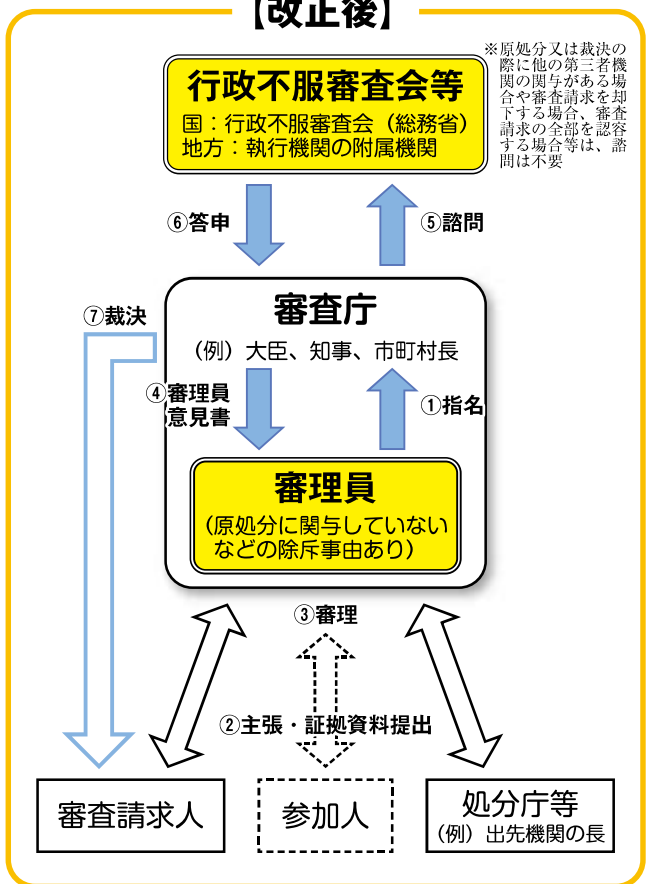 【改正後】
行政不服審査会等
国：行政不服審査会（総務省）
地方：執行機関の附属機関
※原処分又は裁決の
際に他の第三者機
関の関与がある場
合や審査請求を却
下する場合、審査
請求の全部を認容
する場合等は、諮
問は不要
⑥答申
⑤諮問
審査庁
（例）大臣、知事、市町村長
⑦裁決
④審理員
意見書
①指名
審理員
（原処分に関与していない
などの除斥事由あり）
③審理
②主張・証拠資料提出
審査請求人
参加人
処分庁等
（例）出先機関の長